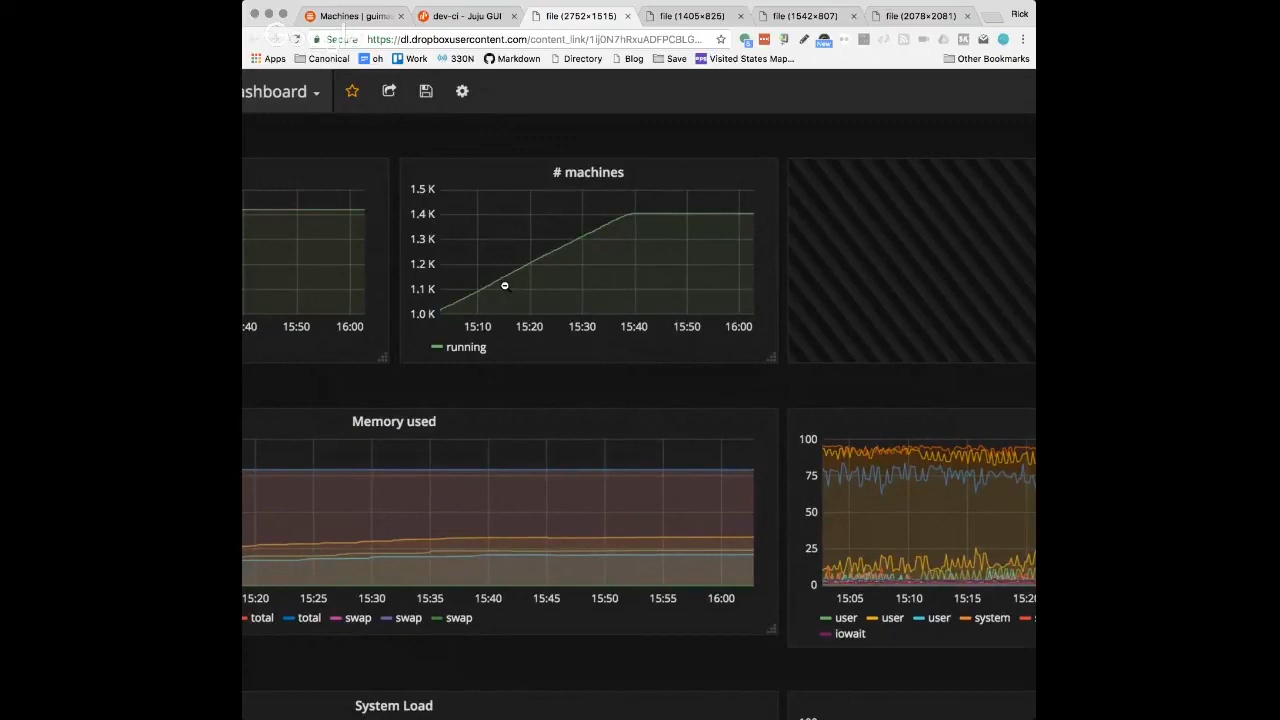 Machines | guima
dev-ci - Juju GUI
file (2752×1515)
file (1405×825)
file (1542×807)
file (2078×2081)
Rick
Secure
https://dl.dropboxusercontent.com/content_link/1Ij0N7hRxuADFPCBLG...
New
Apps
Canonical
oh
Work
330N
Markdown
Directory
Blog
Save
Visited States Map...
Other Bookmarks
ashboard
# machines
1.5 K
1.4 K
1.3 K
1.2 K
1.1 K
1.0 K
:40 15:50 16:00
15:10 15:20 15:30 15:40 15:50 16:00
running
Memory used
100
75
50
25
0
15:20 15:25 15:30 15:35 15:40 15:45 15:50 15:55 16:00
15:05 15:10 15:15 15:20
total total swap swap swap
user user user system
iowait
System Load
100